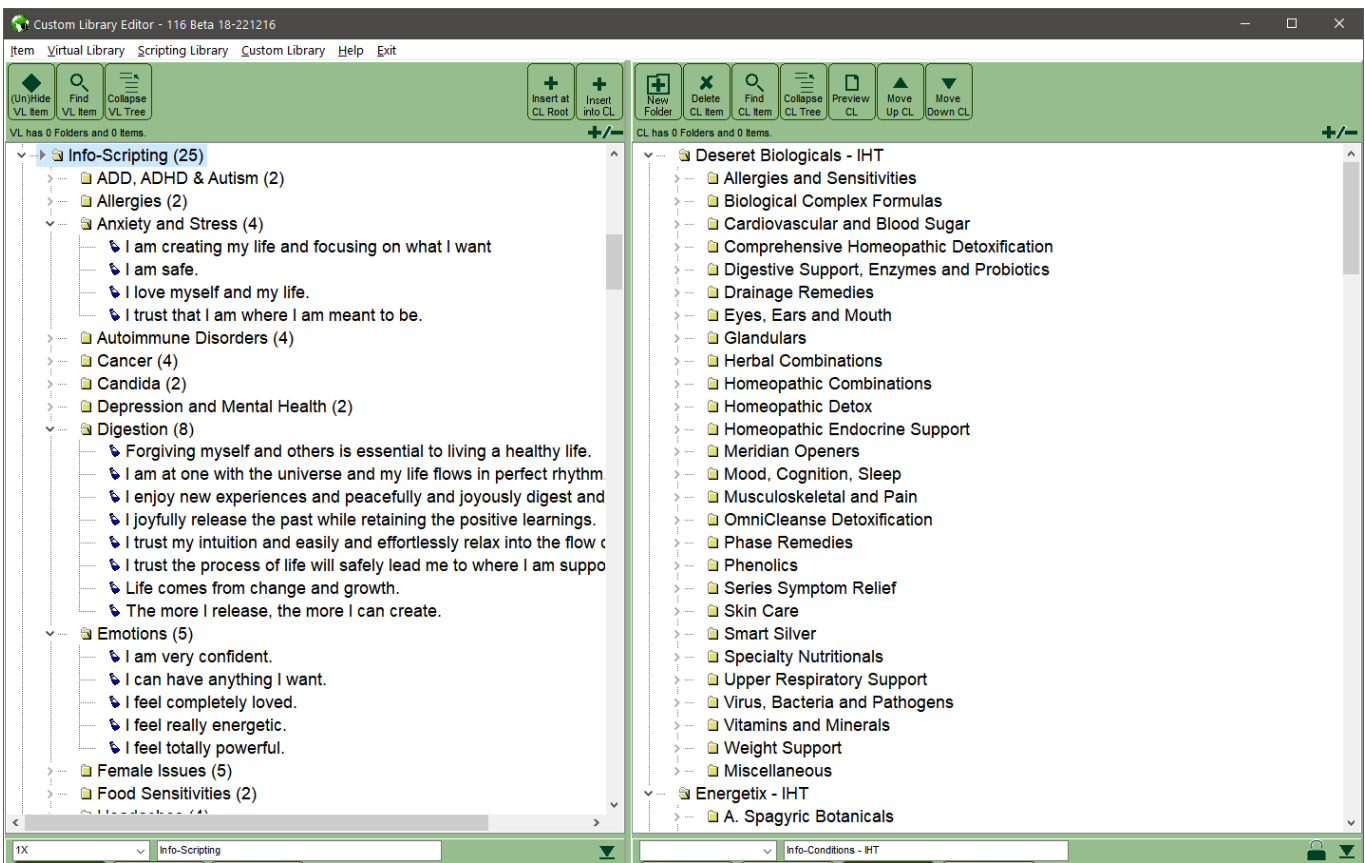 Custom Library Editor - 116 Beta 18-221216
Item Virtual Library Scripting Library Custom Library Help Exit
(Un)Hide VL Item
Find VL Item
Collapse VL Tree
Insert at CL Root
Insert into CL
New Folder
Delete CL Item
Find CL Item
Collapse CL Tree
Preview CL
Move Up CL
Move Down CL
VL has 0 Folders and 0 Items.
+/-
CL has 0 Folders and 0 Items.
+/-
Info-Scripting (25)
ADD, ADHD & Autism (2)
Allergies (2)
Anxiety and Stress (4)
I am creating my life and focusing on what I want
I am safe.
I love myself and my life.
I trust that I am where I am meant to be.
Autoimmune Disorders (4)
Cancer (4)
Candida (2)
Depression and Mental Health (2)
Digestion (8)
Forgiving myself and others is essential to living a healthy life.
I am at one with the universe and my life flows in perfect rhythm.
I enjoy new experiences and peacefully and joyously digest and
I joyfully release the past while retaining the positive learnings.
I trust my intuition and easily and effortlessly relax into the flow
I trust the process of life will safely lead me to where I am suppo
Life comes from change and growth.
The more I release, the more I can create.
Emotions (5)
I am very confident.
I can have anything I want.
I feel completely loved.
I feel really energetic.
I feel totally powerful.
Female Issues (5)
Food Sensitivities (2)
Deseret Biologicals - IHT
Allergies and Sensitivities
Biological Complex Formulas
Cardiovascular and Blood Sugar
Comprehensive Homeopathic Detoxification
Digestive Support, Enzymes and Probiotics
Drainage Remedies
Eyes, Ears and Mouth
Glandulars
Herbal Combinations
Homeopathic Combinations
Homeopathic Detox
Homeopathic Endocrine Support
Meridian Openers
Mood, Cognition, Sleep
Musculoskeletal and Pain
OmniCleanse Detoxification
Phase Remedies
Phenolics
Series Symptom Relief
Skin Care
Smart Silver
Specialty Nutritionals
Upper Respiratory Support
Virus, Bacteria and Pathogens
Vitamins and Minerals
Weight Support
Miscellaneous
Energetix - IHT
A. Spagyric Botanicals
1X
Info-Scripting
Info-Conditions - IHT